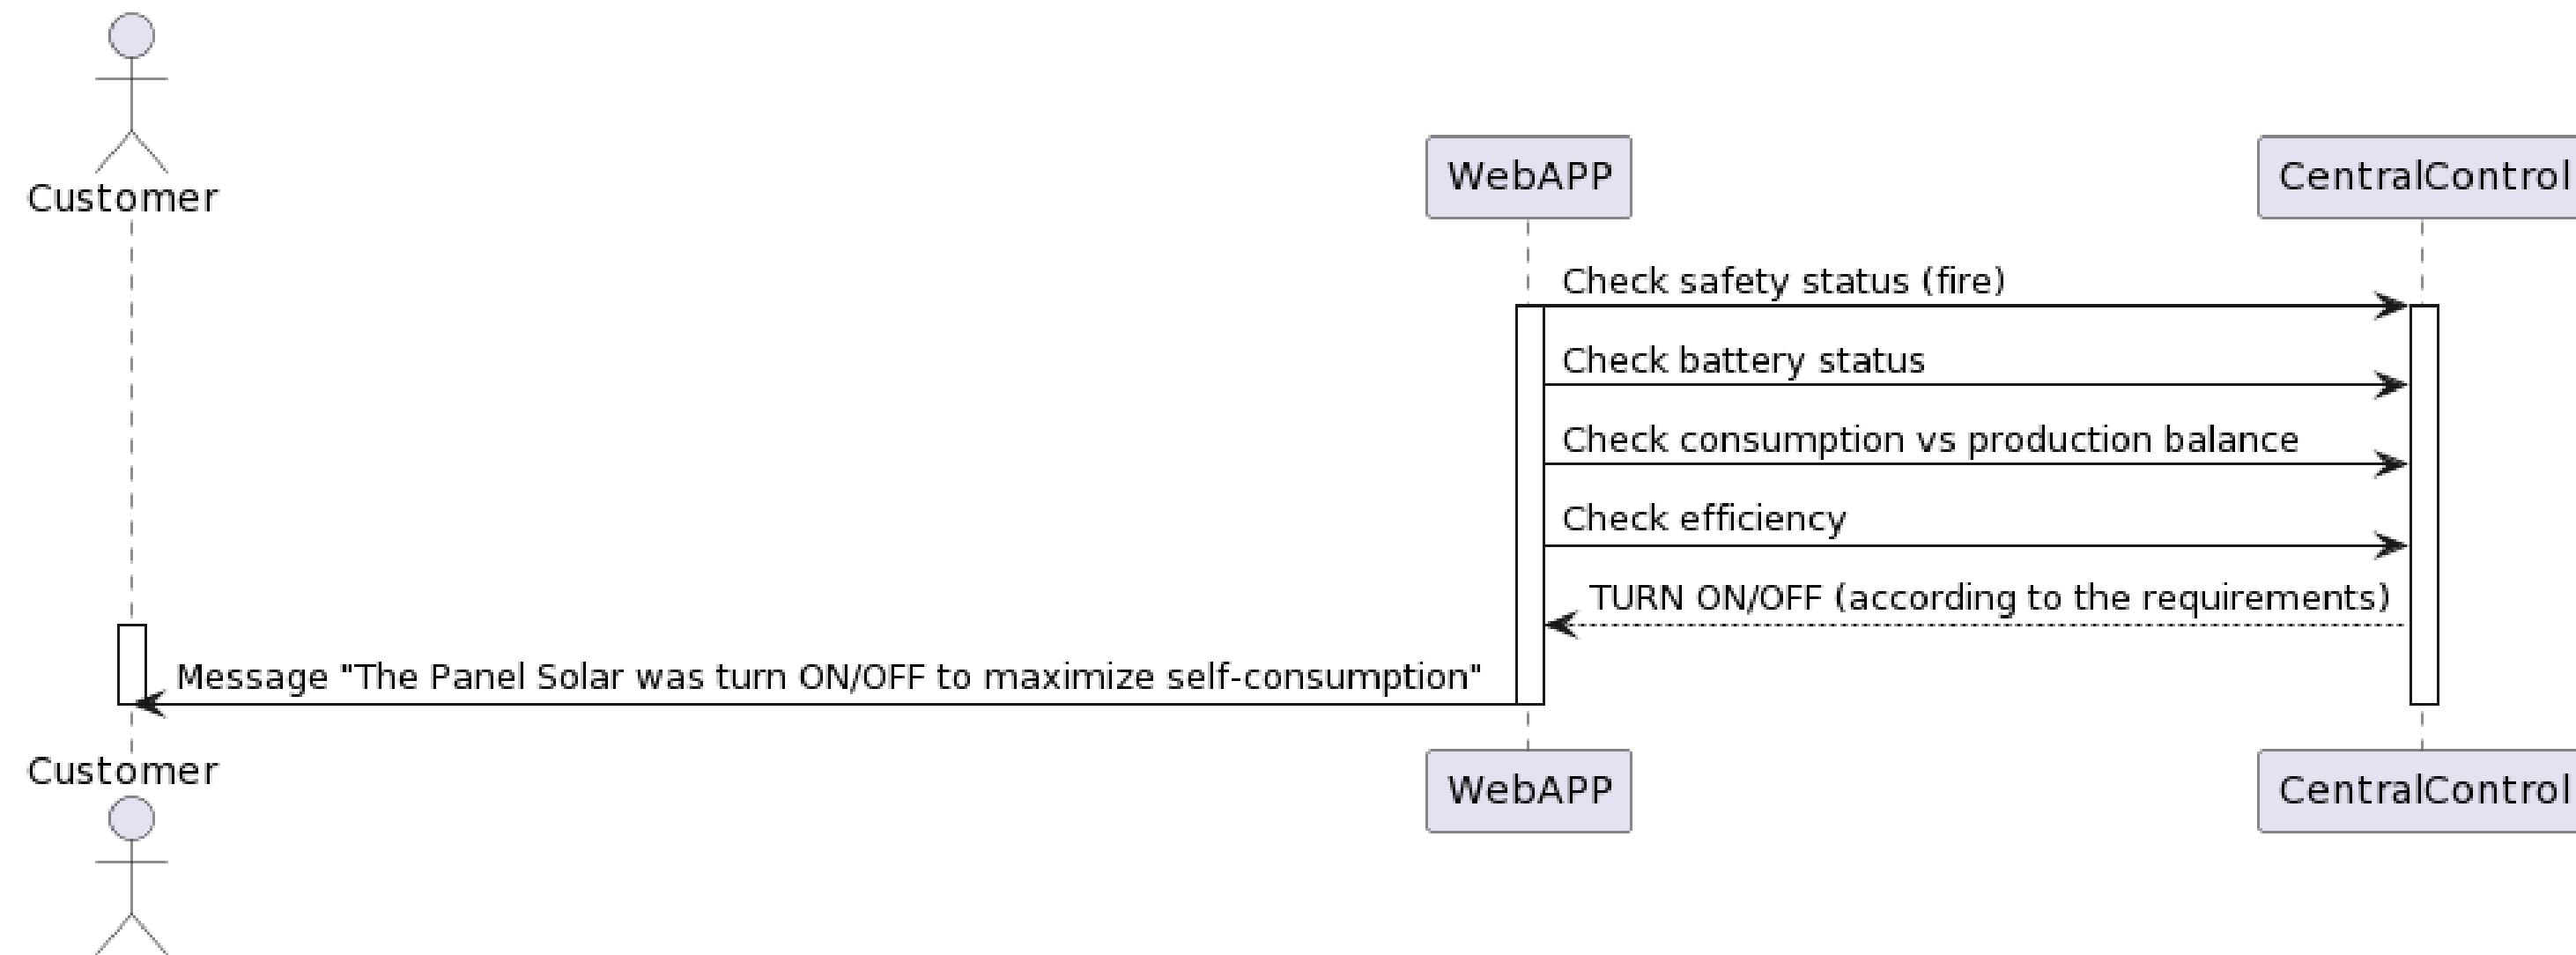 Customer
WebAPP
CentralControl
Check safety status (fire)
Check battery status
Check consumption vs production balance
Check efficiency
TURN ON/OFF (according to the requirements)
Message "The Panel Solar was turn ON/OFF to maximize self-consumption"
Customer
WebAPP
CentralControl